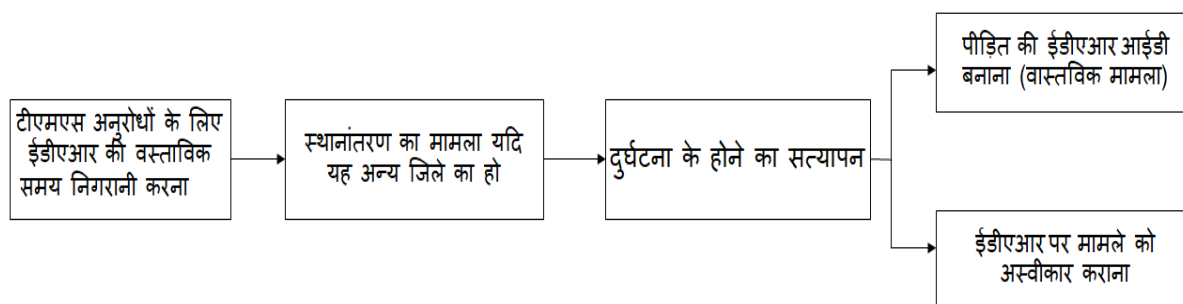 टीएमएस अनुरोधों के लिए
ईडीएआर की वस्ताविक
समय निगरानी करना
स्थानांतरण का मामला यदि
यह अन्य जिले का हो
दुर्घटना के होने का सत्यापन
पीड़ित की ईडीएआर आईडी
बनाना (वास्तविक मामला)
ईडीएआर पर मामले को
अस्वीकार कराना